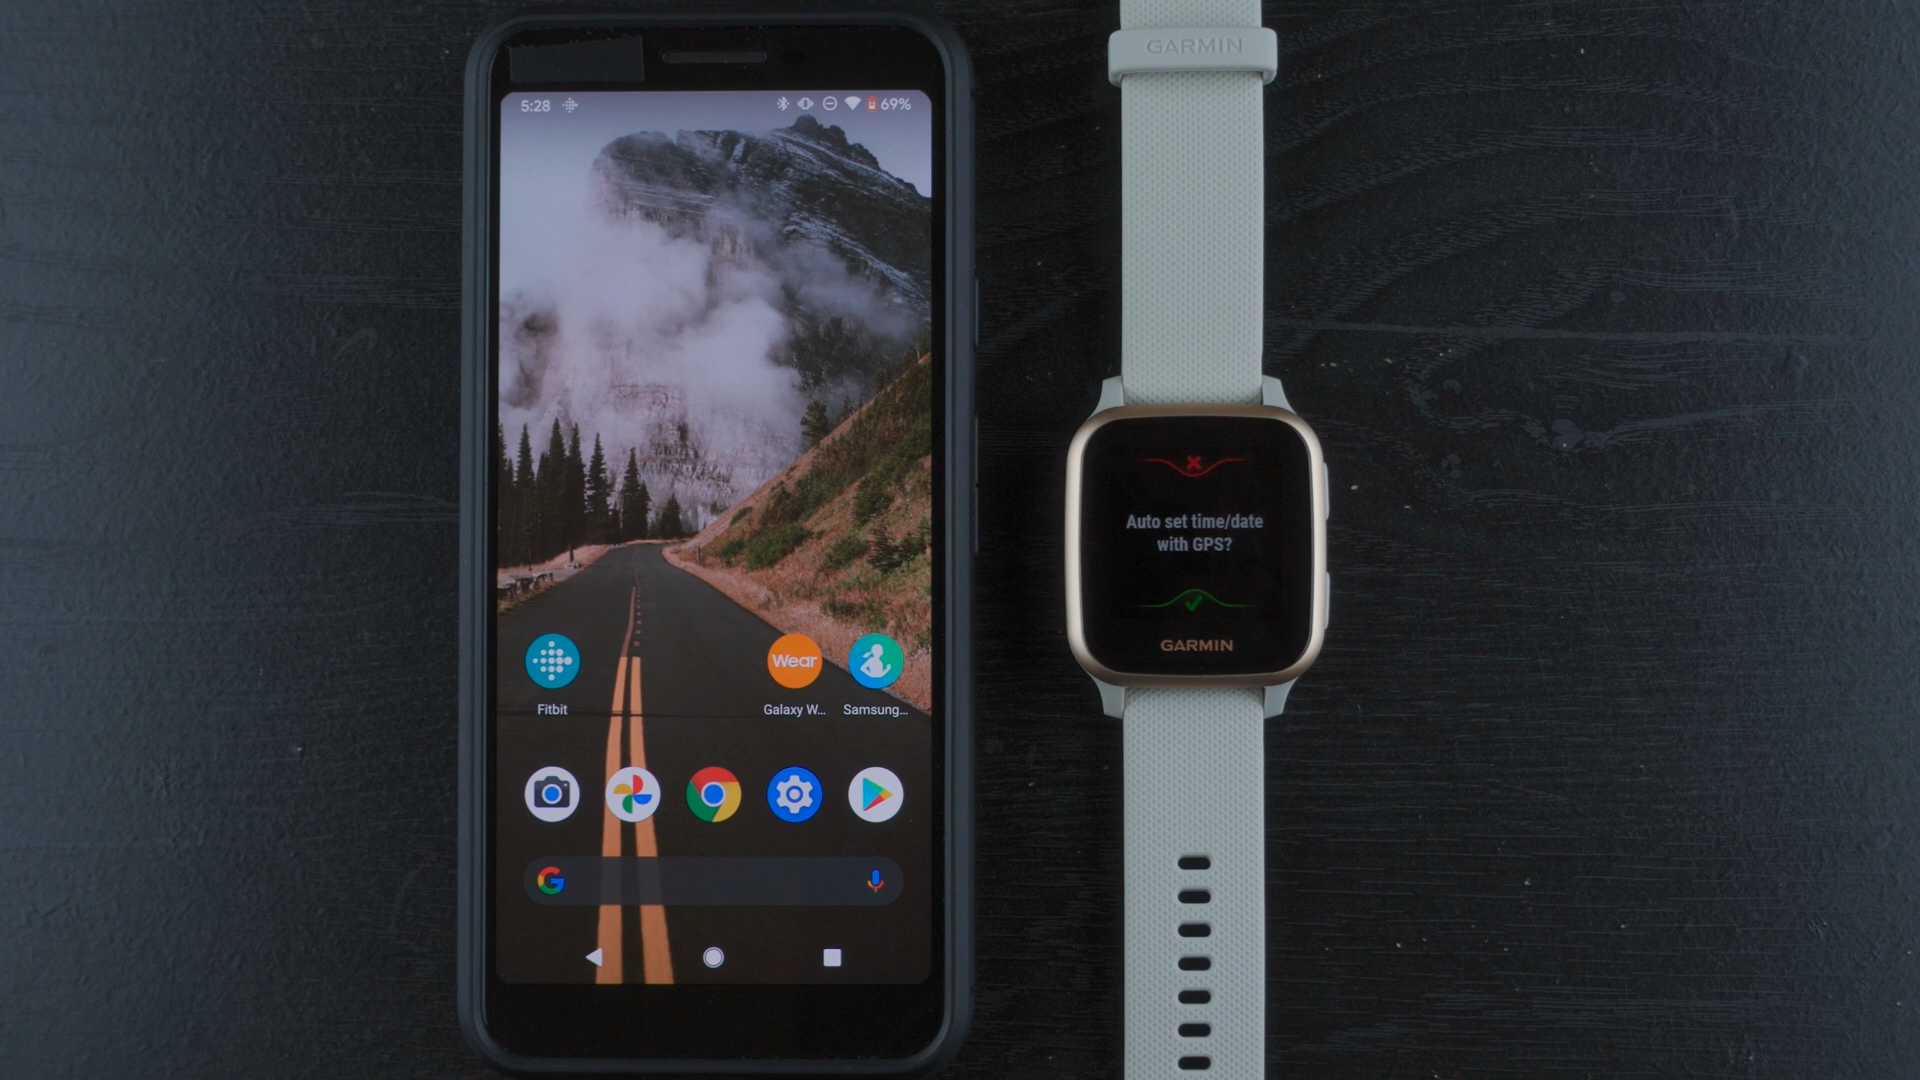 5:28
69%
Fitbit
Wear
Galaxy W...
Samsung...
GARMIN
Auto set time/date
with GPS?
GARMIN